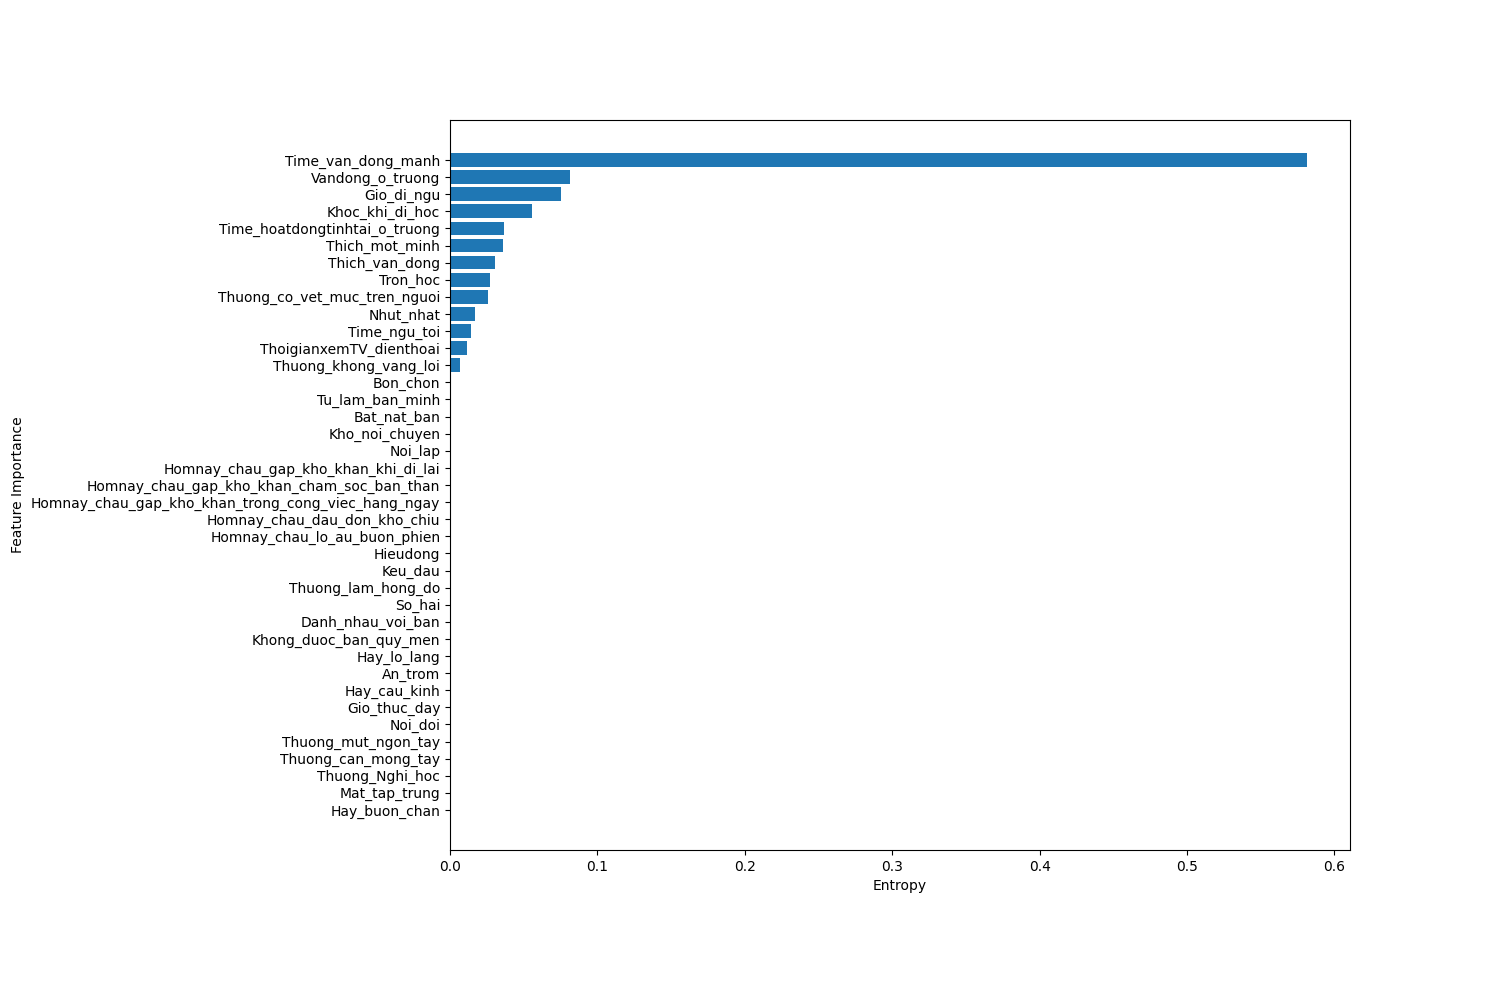 Time_van_dong_manh
Vandong_o_truong
Gio_di_ngu
Khoc_khi_di_hoc
Time_hoatdongtinhtai_o_truong
Thich_mot_minh
Thich_van_dong
Tron_hoc
Thuong_co_vet_muc_tren_nguoi
Nhut_nhat
Time_ngu_toi
ThoigianxemTV_dienthoai
Thuong_khong_vang_loi
Bon_chon
Tu_lam_ban_minh
Bat_nat_ban
Kho_noi_chuyen
Noi_lap
Homnay_chau_gap_kho_khan_khi_di_lai
Homnay_chau_gap_kho_khan_cham_soc_ban_than
Homnay_chau_gap_kho_khan_trong_cong_viec_hang_ngay
Homnay_chau_dau_don_kho_chiu
Homnay_chau_lo_au_buon_phien
Hieudong
Keu_dau
Thuong_lam_hong_do
So_hai
Danh_nhau_voi_ban
Khong_duoc_ban_quy_men
Hay_lo_lang
An_trom
Hay_cau_kinh
Gio_thuc_day
Noi_doi
Thuong_mut_ngon_tay
Thuong_can_mong_tay
Thuong_Nghi_hoc
Mat_tap_trung
Hay_buon_chan
Feature Importance
0.0 0.1 0.2 0.3 0.4 0.5 0.6
Entropy